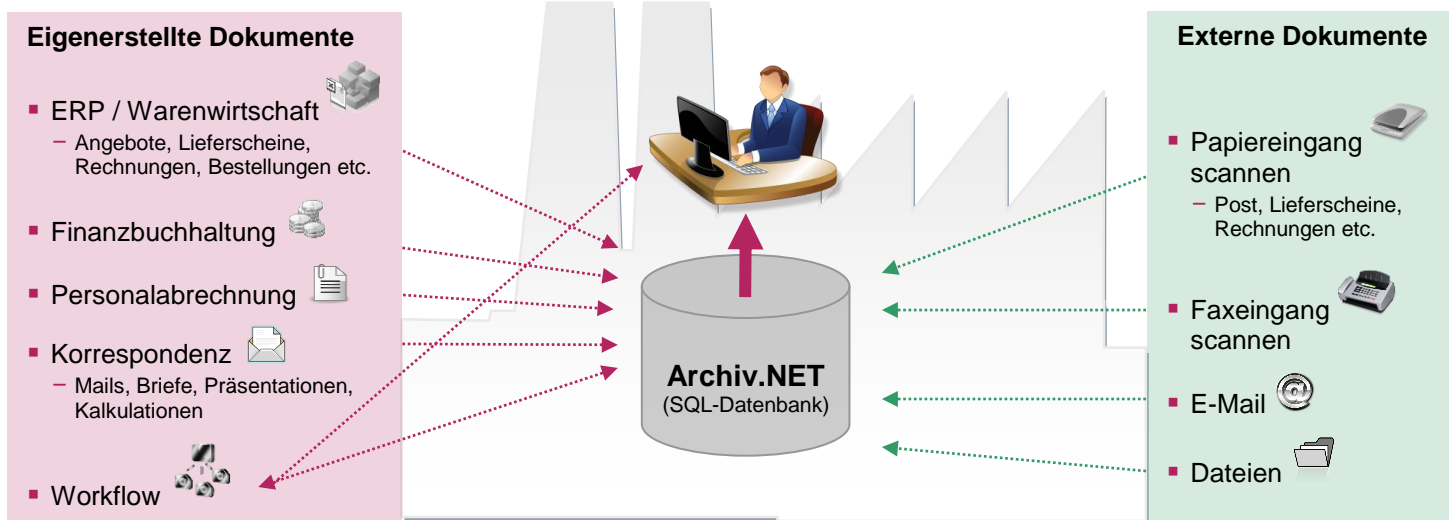 Eigenerstellte Dokumente
▪ ERP / Warenwirtschaft
– Angebote, Lieferscheine,
Rechnungen, Bestellungen etc.
▪ Finanzbuchhaltung
▪ Personalabrechnung
▪ Korrespondenz
– Mails, Briefe, Präsentationen,
Kalkulationen
▪ Workflow
Archiv.NET
(SQL-Datenbank)
Externe Dokumente
▪ Papiereingang
scannen
– Post, Lieferscheine,
Rechnungen etc.
▪ Faxeingang
scannen
▪ E-Mail
▪ Dateien